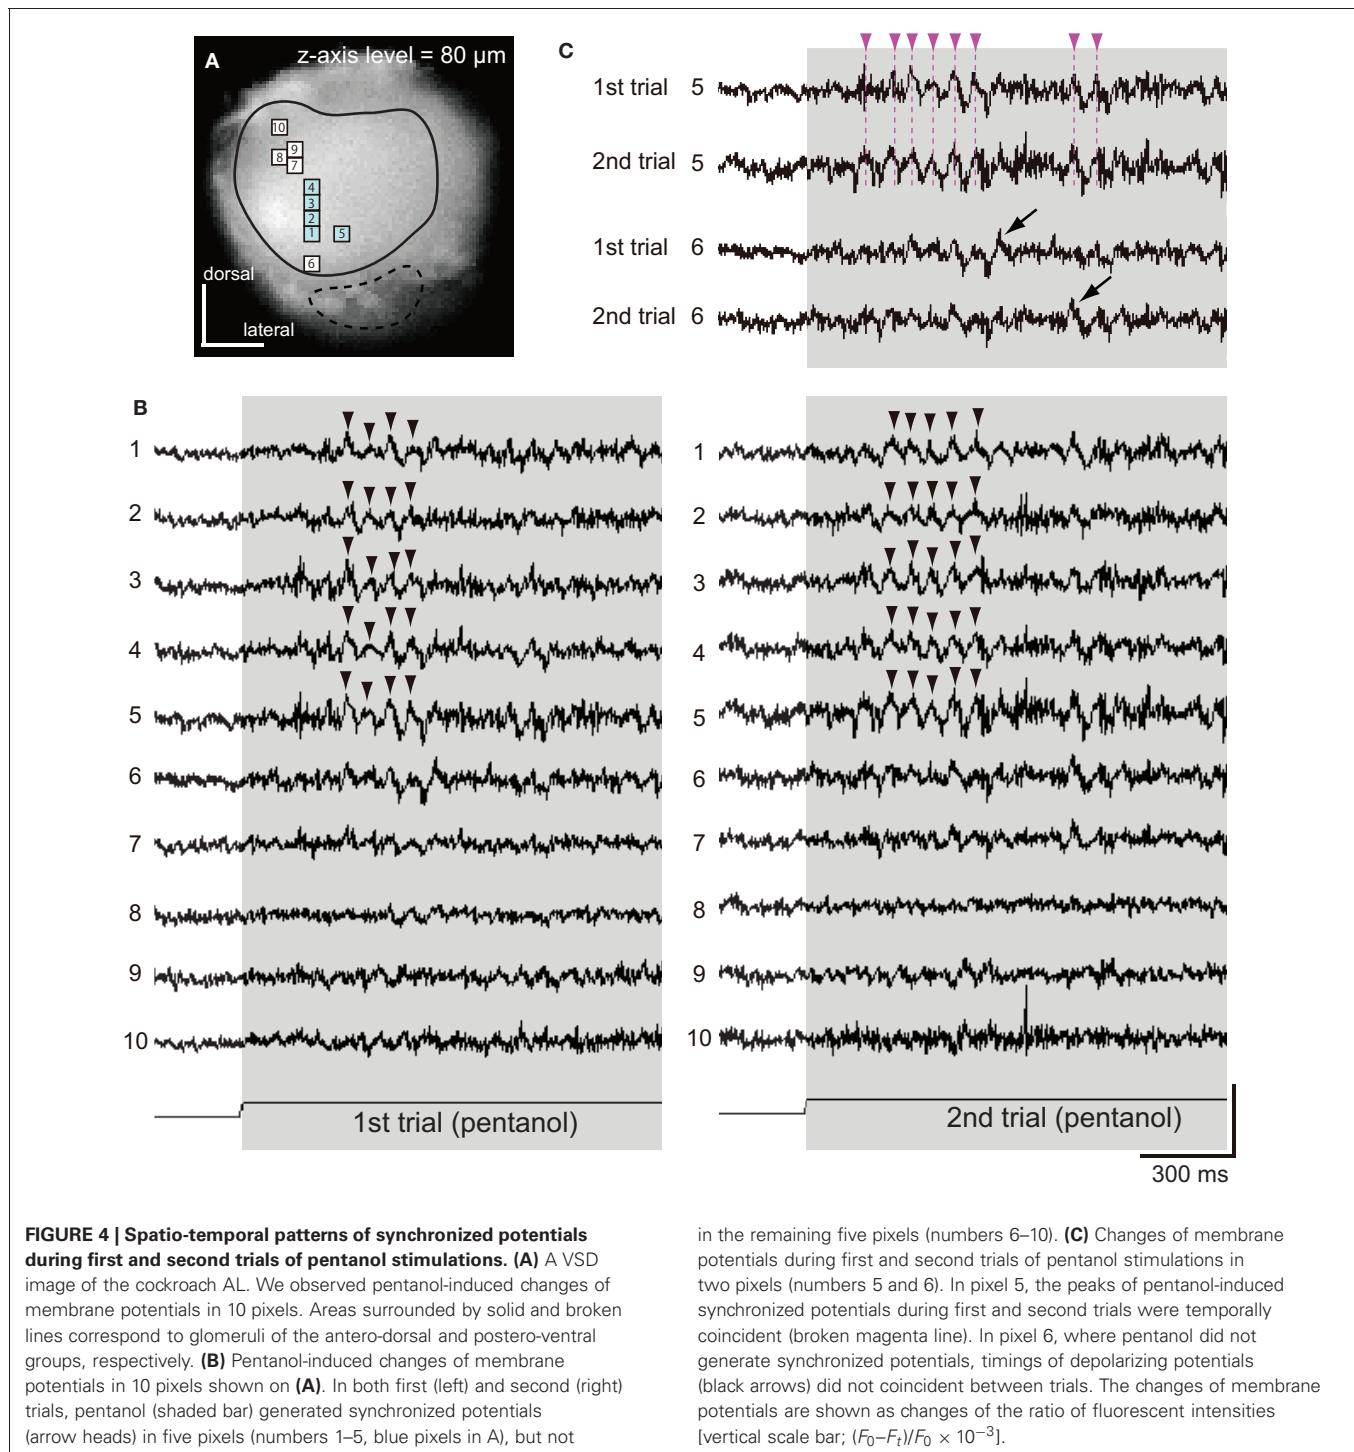 A
z-axis level = 80 µm
10
9
8
7
4
3
2
1
5
6
dorsal
lateral
C
1st trial 5
2nd trial 5
1st trial 6
2nd trial 6
B
1
2
3
4
5
6
7
8
9
10
1st trial (pentanol)
1
2
3
4
5
6
7
8
9
10
2nd trial (pentanol)
300 ms
FIGURE 4 | Spatio-temporal patterns of synchronized potentials
during first and second trials of pentanol stimulations. (A) A VSD
image of the cockroach AL. We observed pentanol-induced changes of
membrane potentials in 10 pixels. Areas surrounded by solid and broken
lines correspond to glomeruli of the antero-dorsal and postero-ventral
groups, respectively. (B) Pentanol-induced changes of membrane
potentials in 10 pixels shown on (A). In both first (left) and second (right)
trials, pentanol (shaded bar) generated synchronized potentials
(arrow heads) in five pixels (numbers 1–5, blue pixels in A), but not
in the remaining five pixels (numbers 6–10). (C) Changes of membrane
potentials during first and second trials of pentanol stimulations in
two pixels (numbers 5 and 6). In pixel 5, the peaks of pentanol-induced
synchronized potentials during first and second trials were temporally
coincident (broken magenta line). In pixel 6, where pentanol did not
generate synchronized potentials, timings of depolarizing potentials
(black arrows) did not coincident between trials. The changes of membrane
potentials are shown as changes of the ratio of fluorescent intensities
[vertical scale bar; (F₀–Fₜ)/F₀ × 10⁻³].